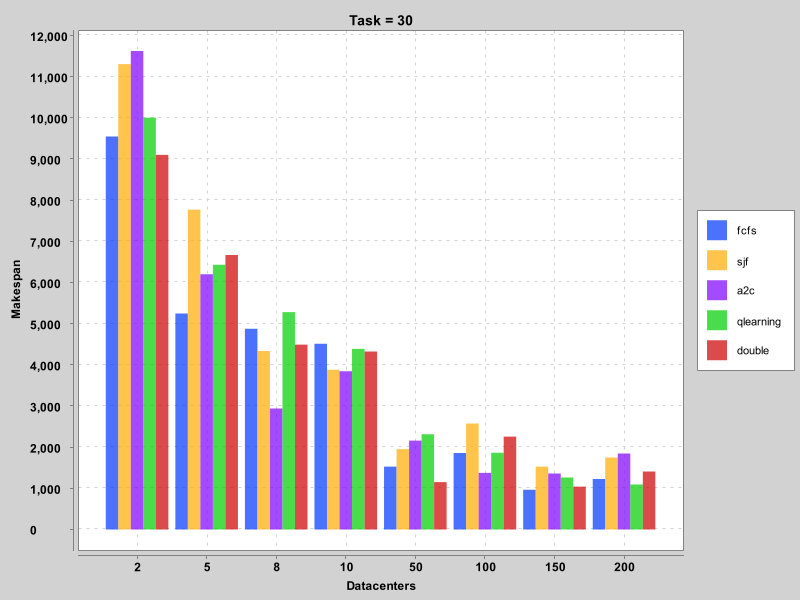 Task = 30
12,000
11,000
10,000
9,000
8,000
7,000
6,000
5,000
4,000
3,000
2,000
1,000
0
Makespan
2 5 8 10 50 100 150 200
Datacenters
fcfs
sjf
a2c
qlearning
double